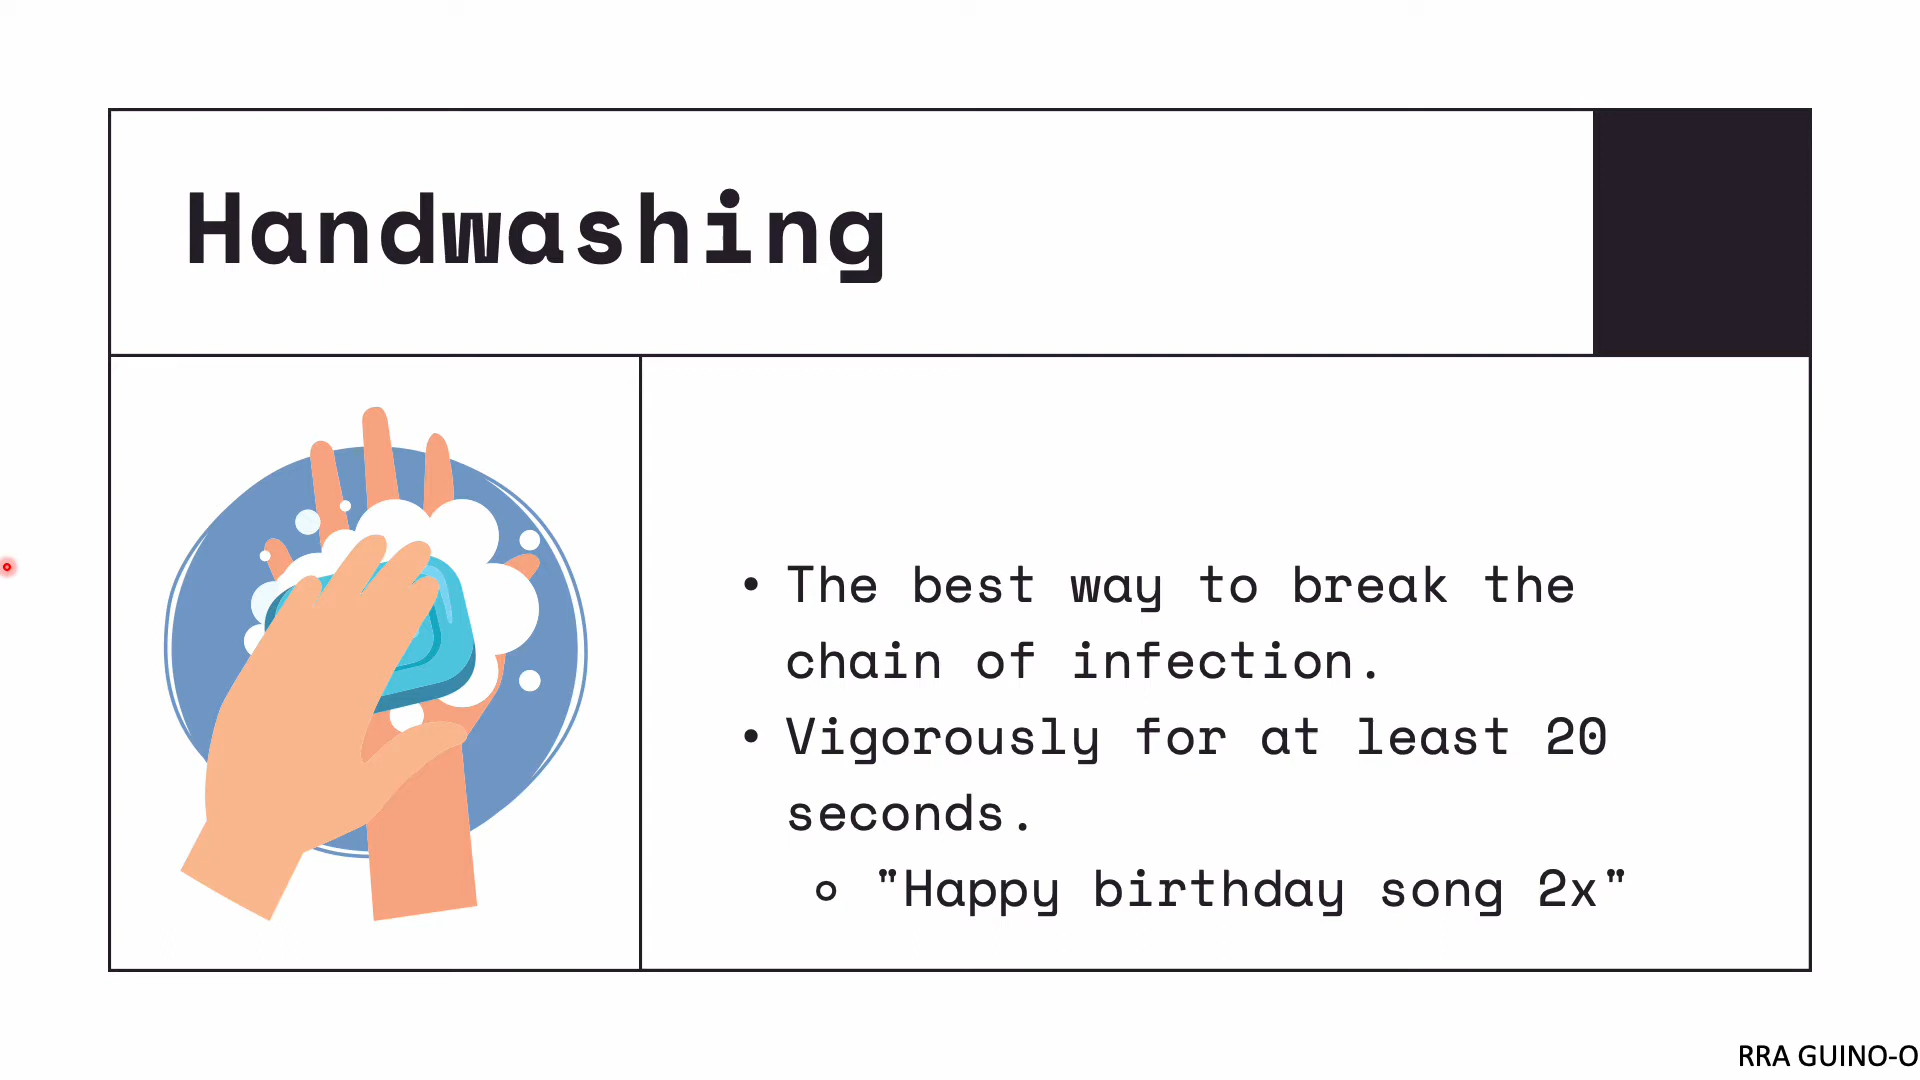 Handwashing
• The best way to break the
chain of infection.
• Vigorously for at least 20
seconds.
○ "Happy birthday song 2x"
RRA GUINO-O